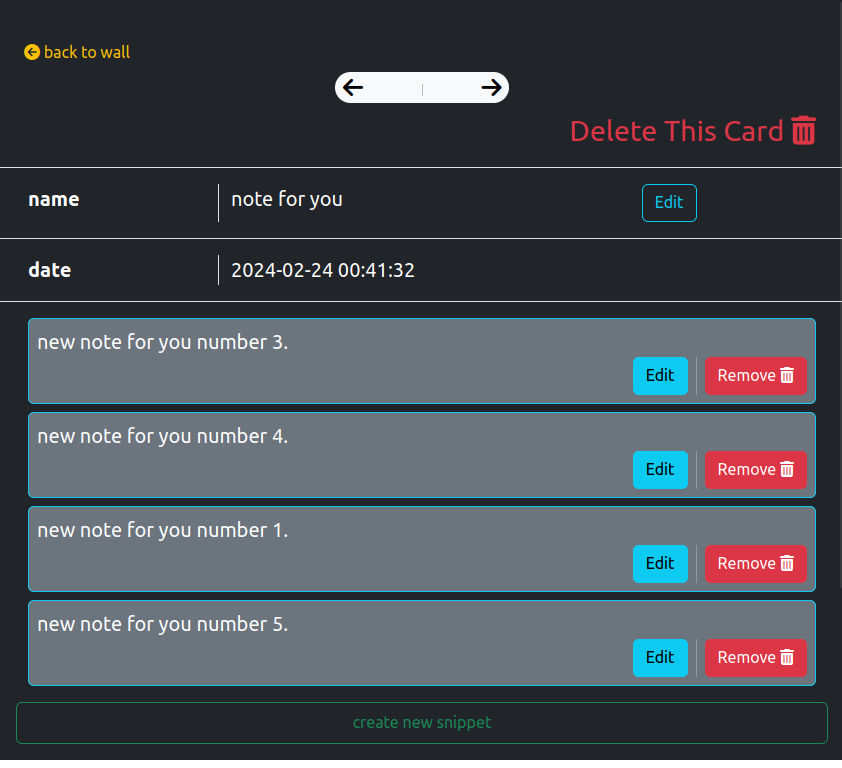 back to wall
Delete This Card
name note for you Edit
date 2024-02-24 00:41:32
new note for you number 3.
Edit Remove
new note for you number 4.
Edit Remove
new note for you number 1.
Edit Remove
new note for you number 5.
Edit Remove
create new snippet